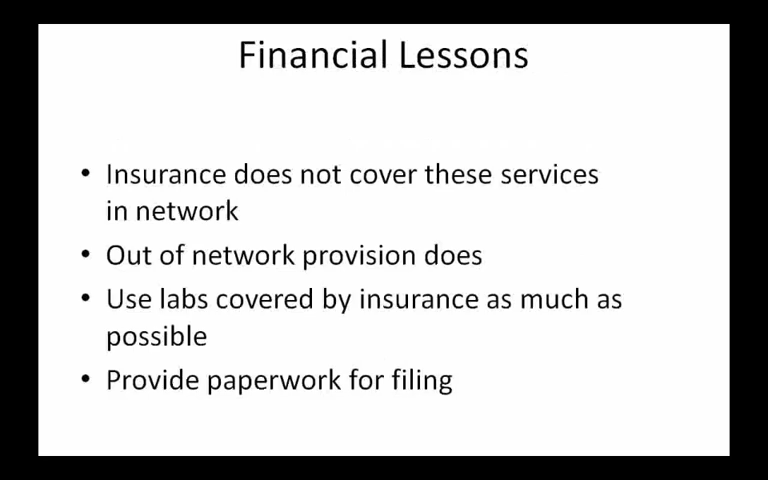 Financial Lessons
• Insurance does not cover these services
in network
• Out of network provision does
• Use labs covered by insurance as much as
possible
• Provide paperwork for filing